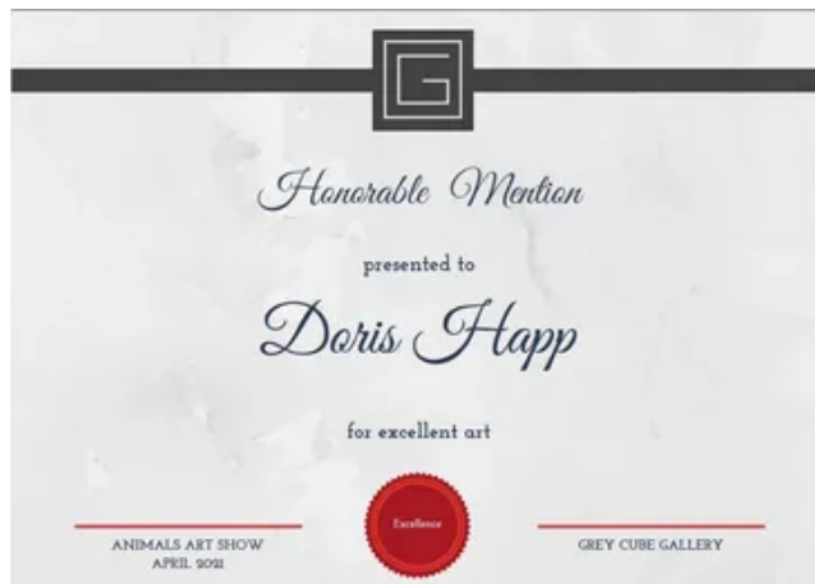 Honorable Mention
presented to
Doris Happ
for excellent art
Excellence
ANIMALS ART SHOW
APRIL 2021
GREY CUBE GALLERY